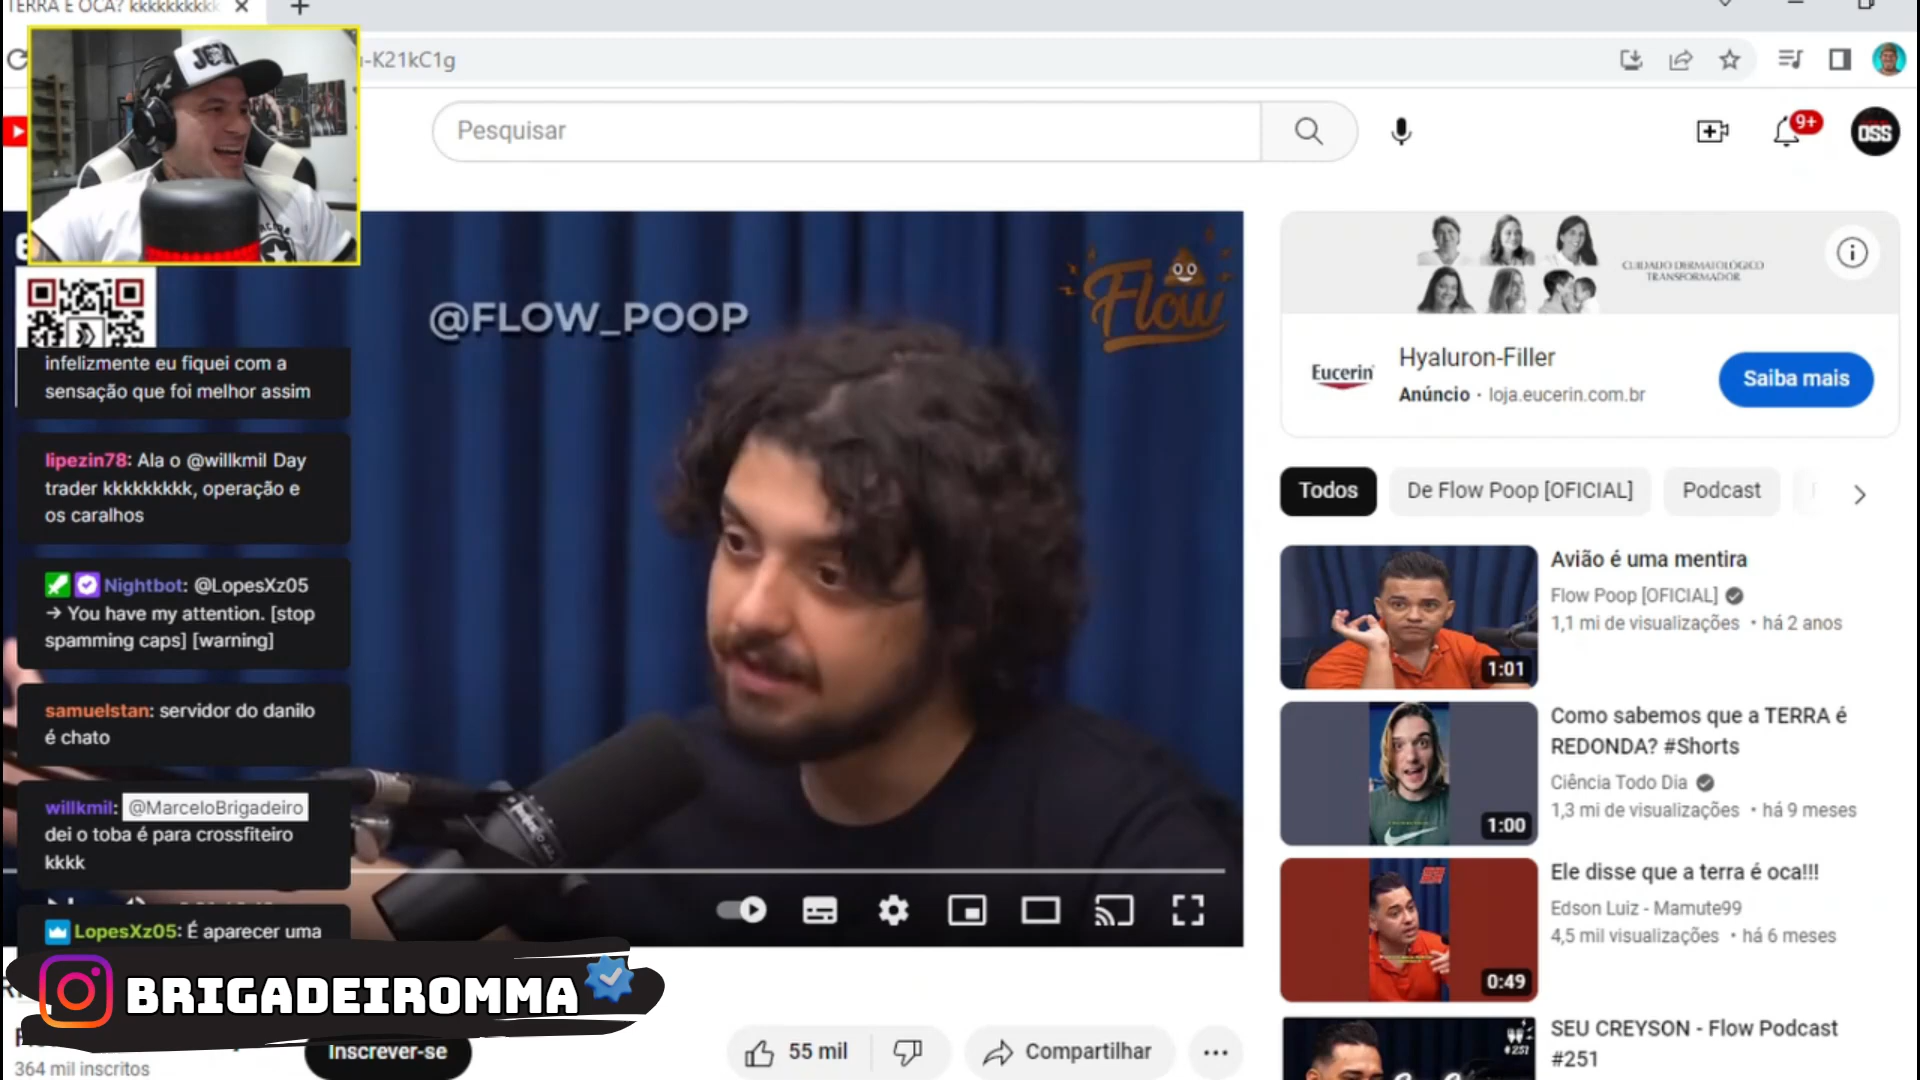 TERRA É OCA? kkkkkkkkkk
-K21kC1g
Pesquisar
9+
OSS
@FLOW_POOP
Flow
infelizmente eu fiquei com a
sensação que foi melhor assim
lipezin78: Ala o @willkmil Day
trader kkkkkkkkk, operação e
os caralhos
Nightbot: @LopesXz05
→ You have my attention. [stop
spamming caps] [warning]
samuelstan: servidor do danilo
é chato
willkmil: @MarceloBrigadeiro
dei o toba é para crossfiteiro
kkkk
LopesXz05: É aparecer uma
BRIGADEIROMMA
364 mil inscritos
Inscrever-se
55 mil
Compartilhar
CUIDADO DERMATOLÓGICO
TRANSFORMADOR
Eucerin
Hyaluron-Filler
Anúncio · loja.eucerin.com.br
Saiba mais
Todos
De Flow Poop [OFICIAL]
Podcast
Avião é uma mentira
Flow Poop [OFICIAL]
1,1 mi de visualizações • há 2 anos
1:01
Como sabemos que a TERRA é
REDONDA? #Shorts
Ciência Todo Dia
1,3 mi de visualizações • há 9 meses
1:00
Ele disse que a terra é oca!!!
Edson Luiz - Mamute99
4,5 mil visualizações • há 6 meses
0:49
SEU CREYSON - Flow Podcast
#251
#251